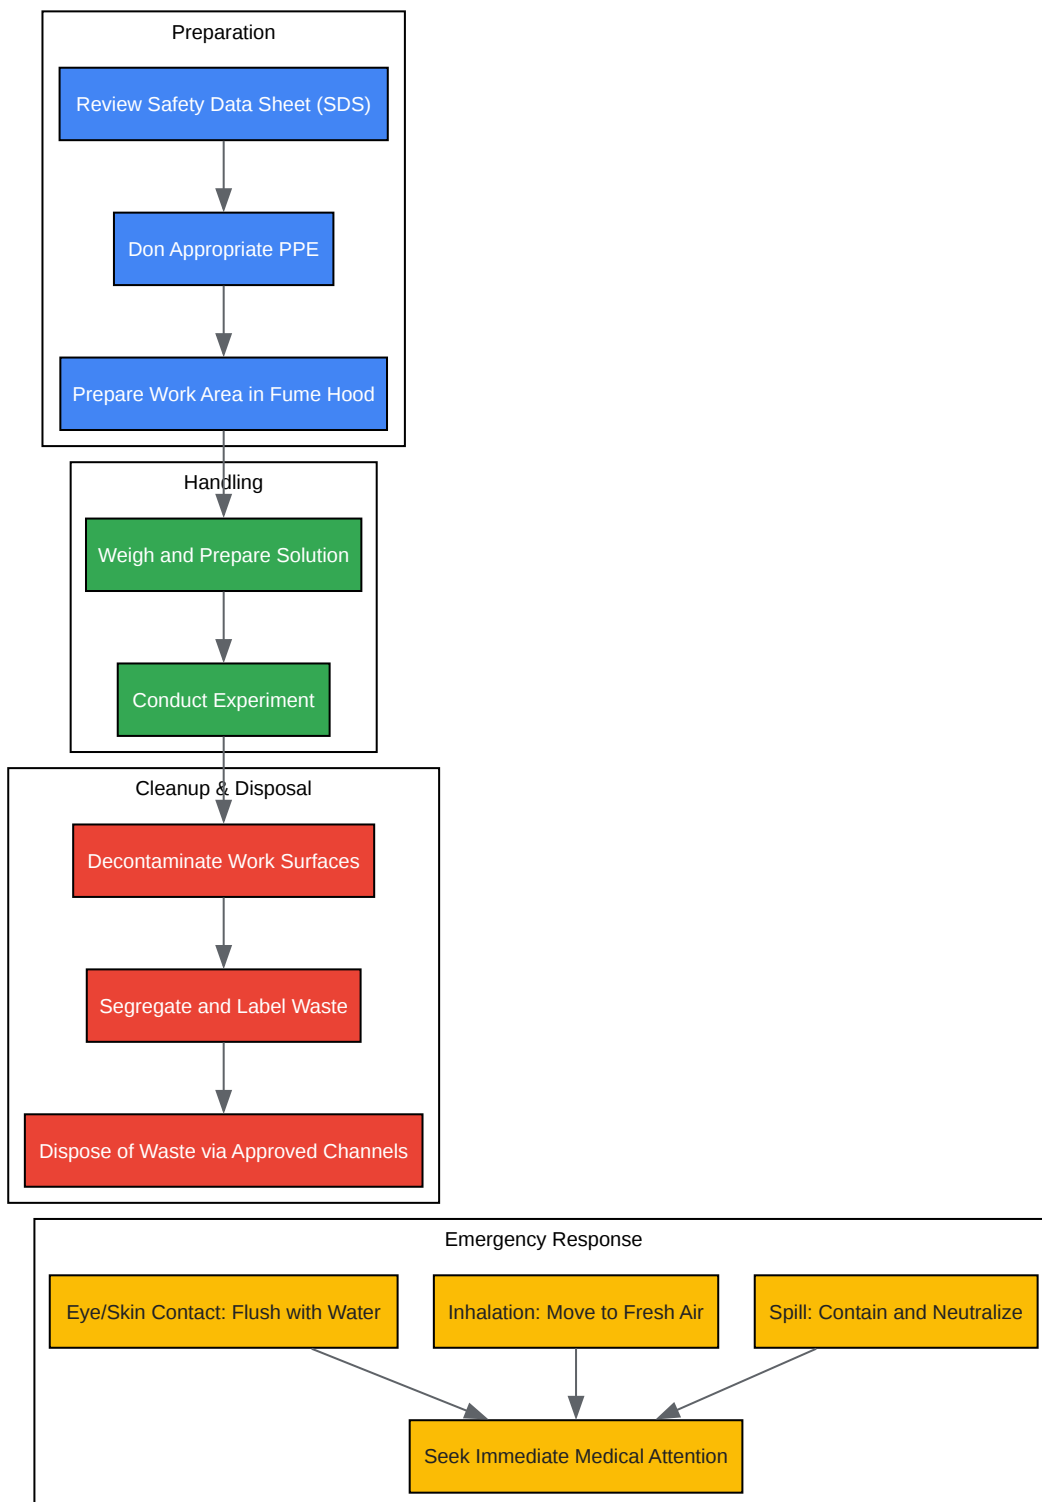 Preparation
Review Safety Data Sheet (SDS)
Don Appropriate PPE
Prepare Work Area in Fume Hood
Handling
Weigh and Prepare Solution
Conduct Experiment
Cleanup & Disposal
Decontaminate Work Surfaces
Segregate and Label Waste
Dispose of Waste via Approved Channels
Emergency Response
Eye/Skin Contact: Flush with Water
Inhalation: Move to Fresh Air
Spill: Contain and Neutralize
Seek Immediate Medical Attention